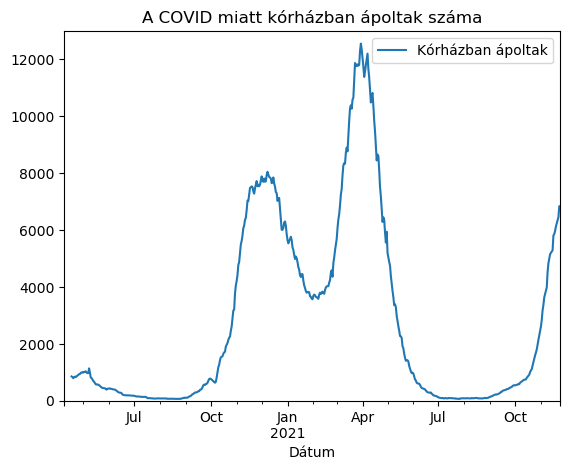 A COVID miatt kórházban ápoltak száma
Kórházban ápoltak
12000
10000
8000
6000
4000
2000
0
Jul Oct Jan Apr Jul Oct
2021
Dátum